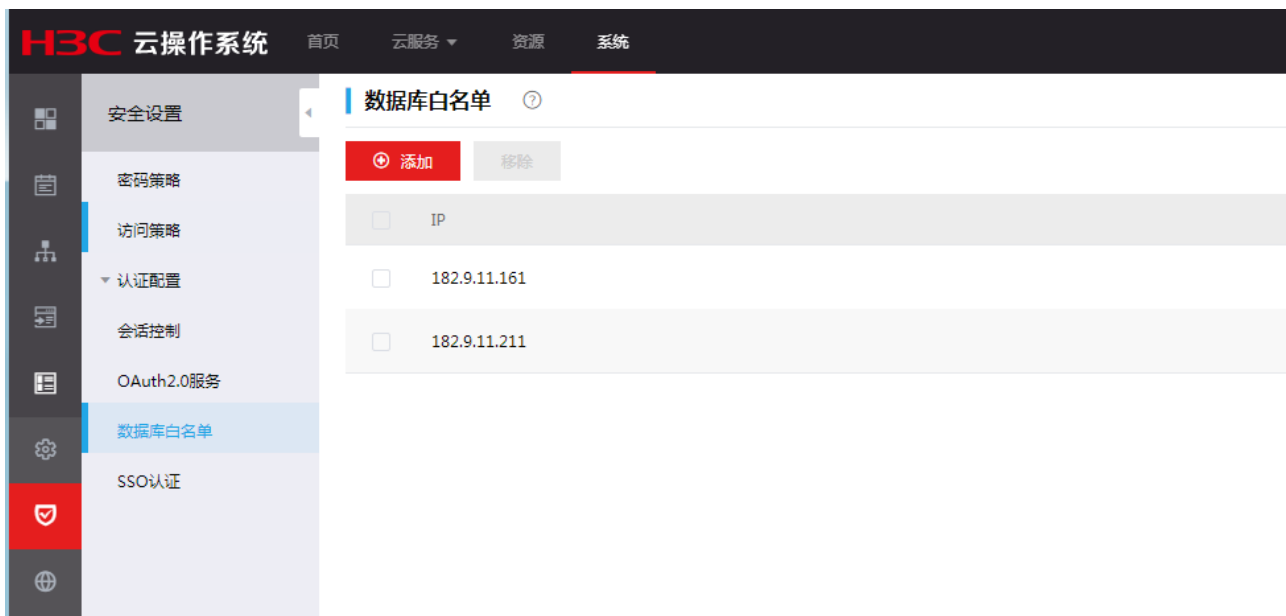 H3C 云操作系统 首页 云服务 资源 系统
安全设置
密码策略
访问策略
认证配置
会话控制
OAuth2.0服务
数据库白名单
SSO认证
数据库白名单 ?
添加 移除
IP
182.9.11.161
182.9.11.211